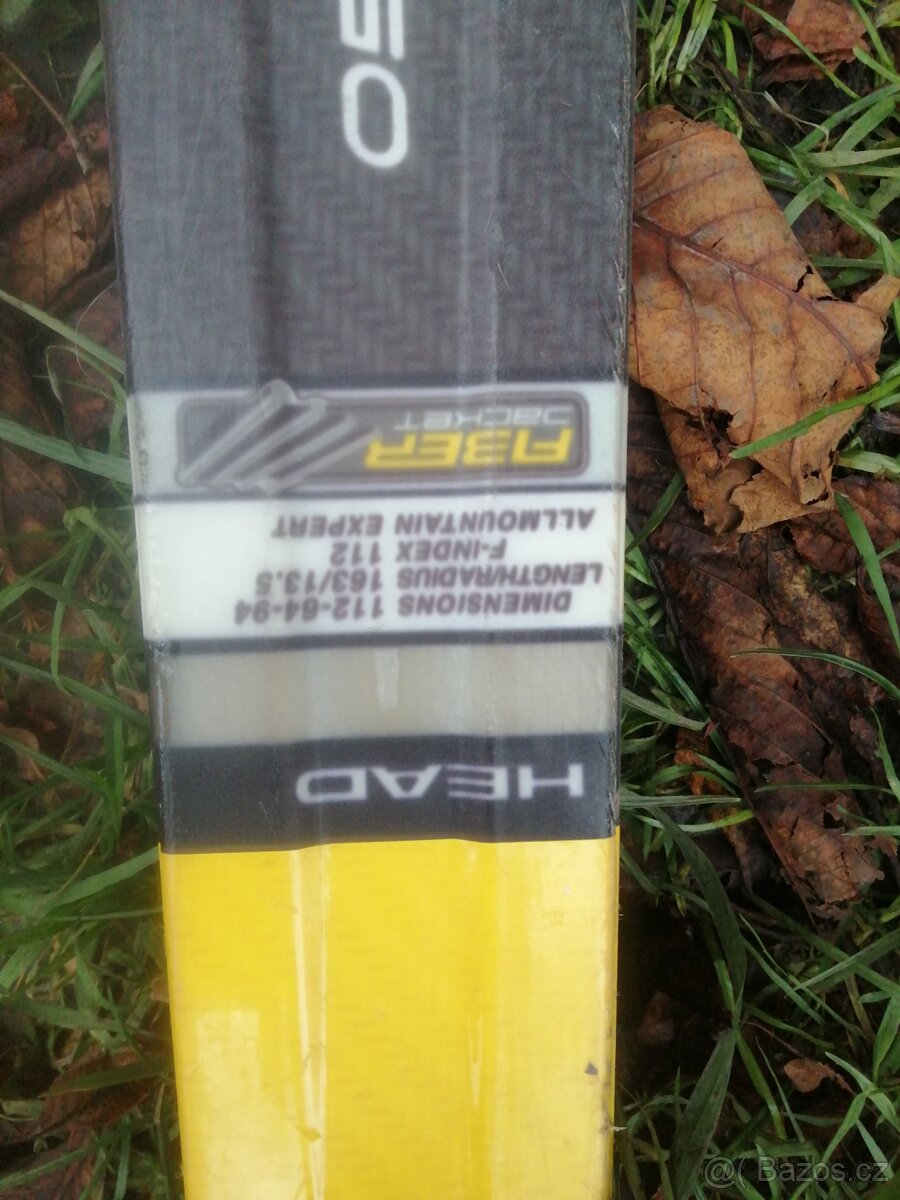 HEAD
DIMENSIONS 112-64-94
LENGTH/RADIUS 163/13.5
F-INDEX 112
ALLMOUNTAIN EXPERT
FIBER
JACKET
50
Bazos.cz